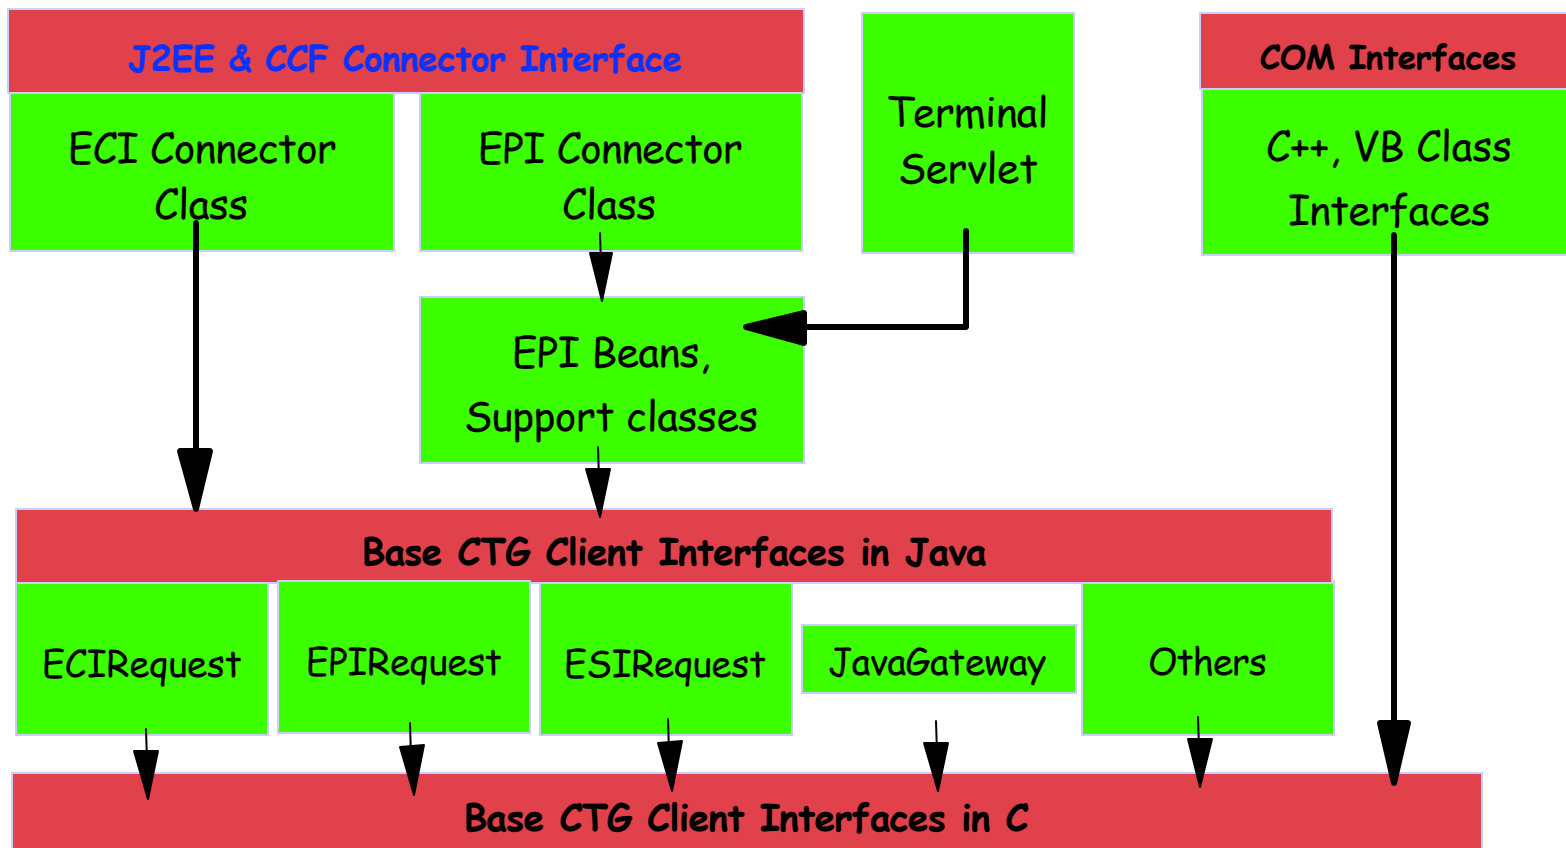 J2EE & CCF Connector Interface
COM Interfaces
ECI Connector
Class
EPI Connector
Class
Terminal
Servlet
C++, VB Class
Interfaces
EPI Beans,
Support classes
Base CTG Client Interfaces in Java
ECIRequest
EPIRequest
ESIRequest
JavaGateway
Others
Base CTG Client Interfaces in C